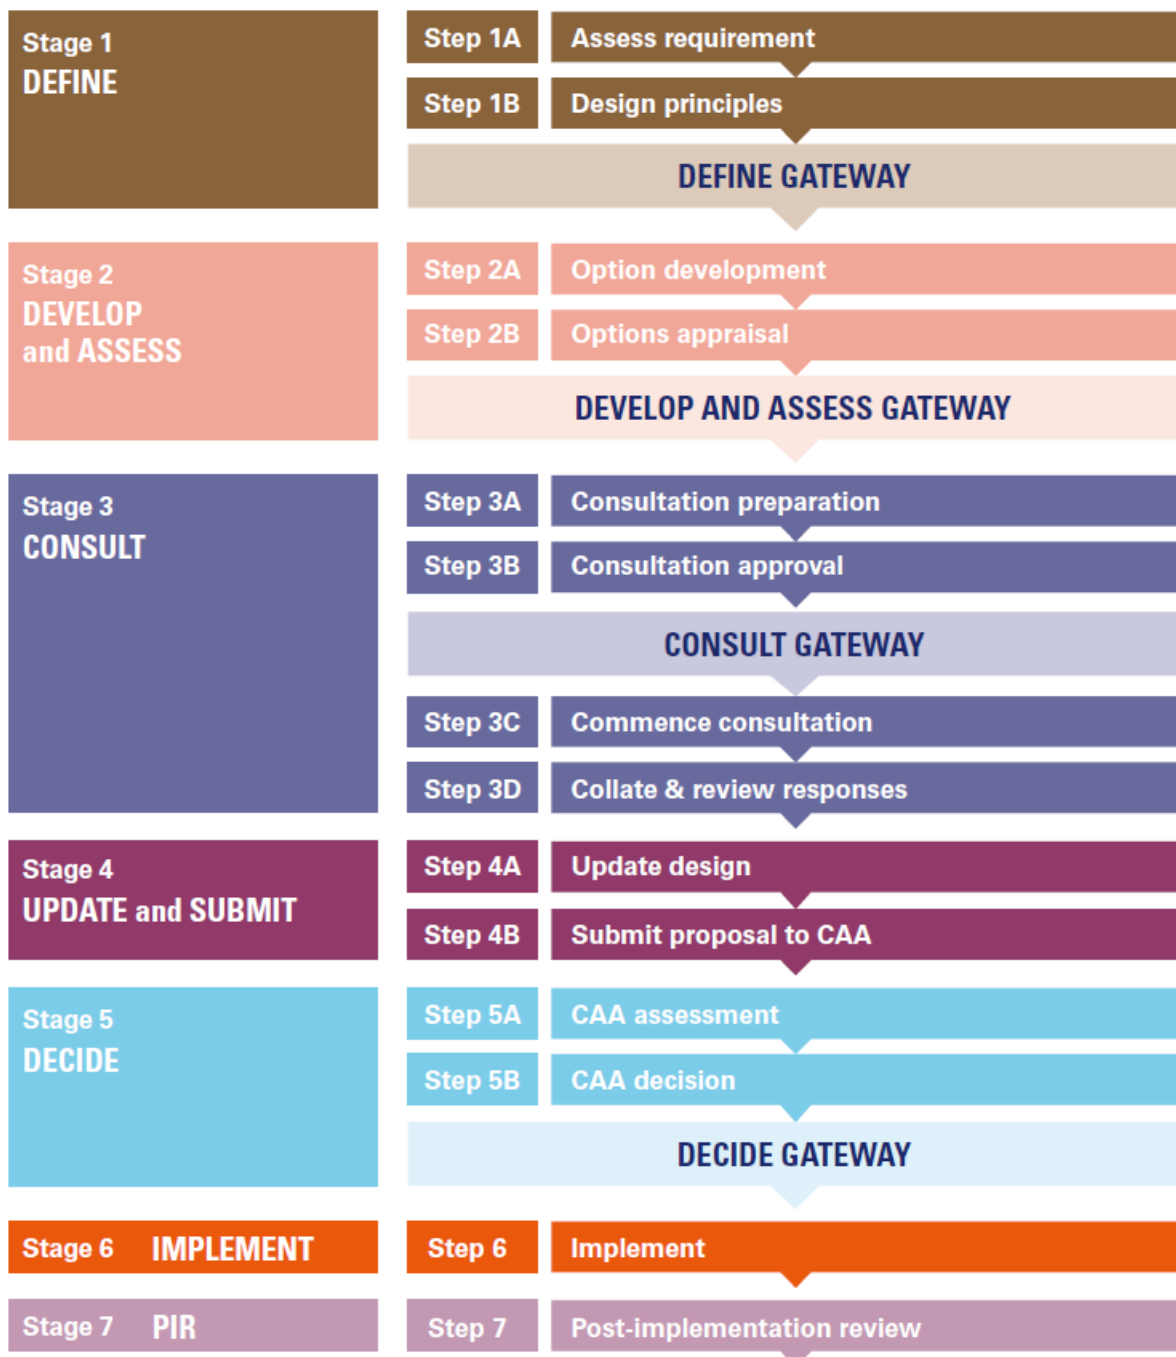 Stage 1
DEFINE
Step 1A Assess requirement
Step 1B Design principles
DEFINE GATEWAY
Stage 2
DEVELOP
and ASSESS
Step 2A Option development
Step 2B Options appraisal
DEVELOP AND ASSESS GATEWAY
Stage 3
CONSULT
Step 3A Consultation preparation
Step 3B Consultation approval
CONSULT GATEWAY
Step 3C Commence consultation
Step 3D Collate & review responses
Stage 4
UPDATE and SUBMIT
Step 4A Update design
Step 4B Submit proposal to CAA
Stage 5
DECIDE
Step 5A CAA assessment
Step 5B CAA decision
DECIDE GATEWAY
Stage 6 IMPLEMENT Step 6 Implement
Stage 7 PIR Step 7 Post-implementation review